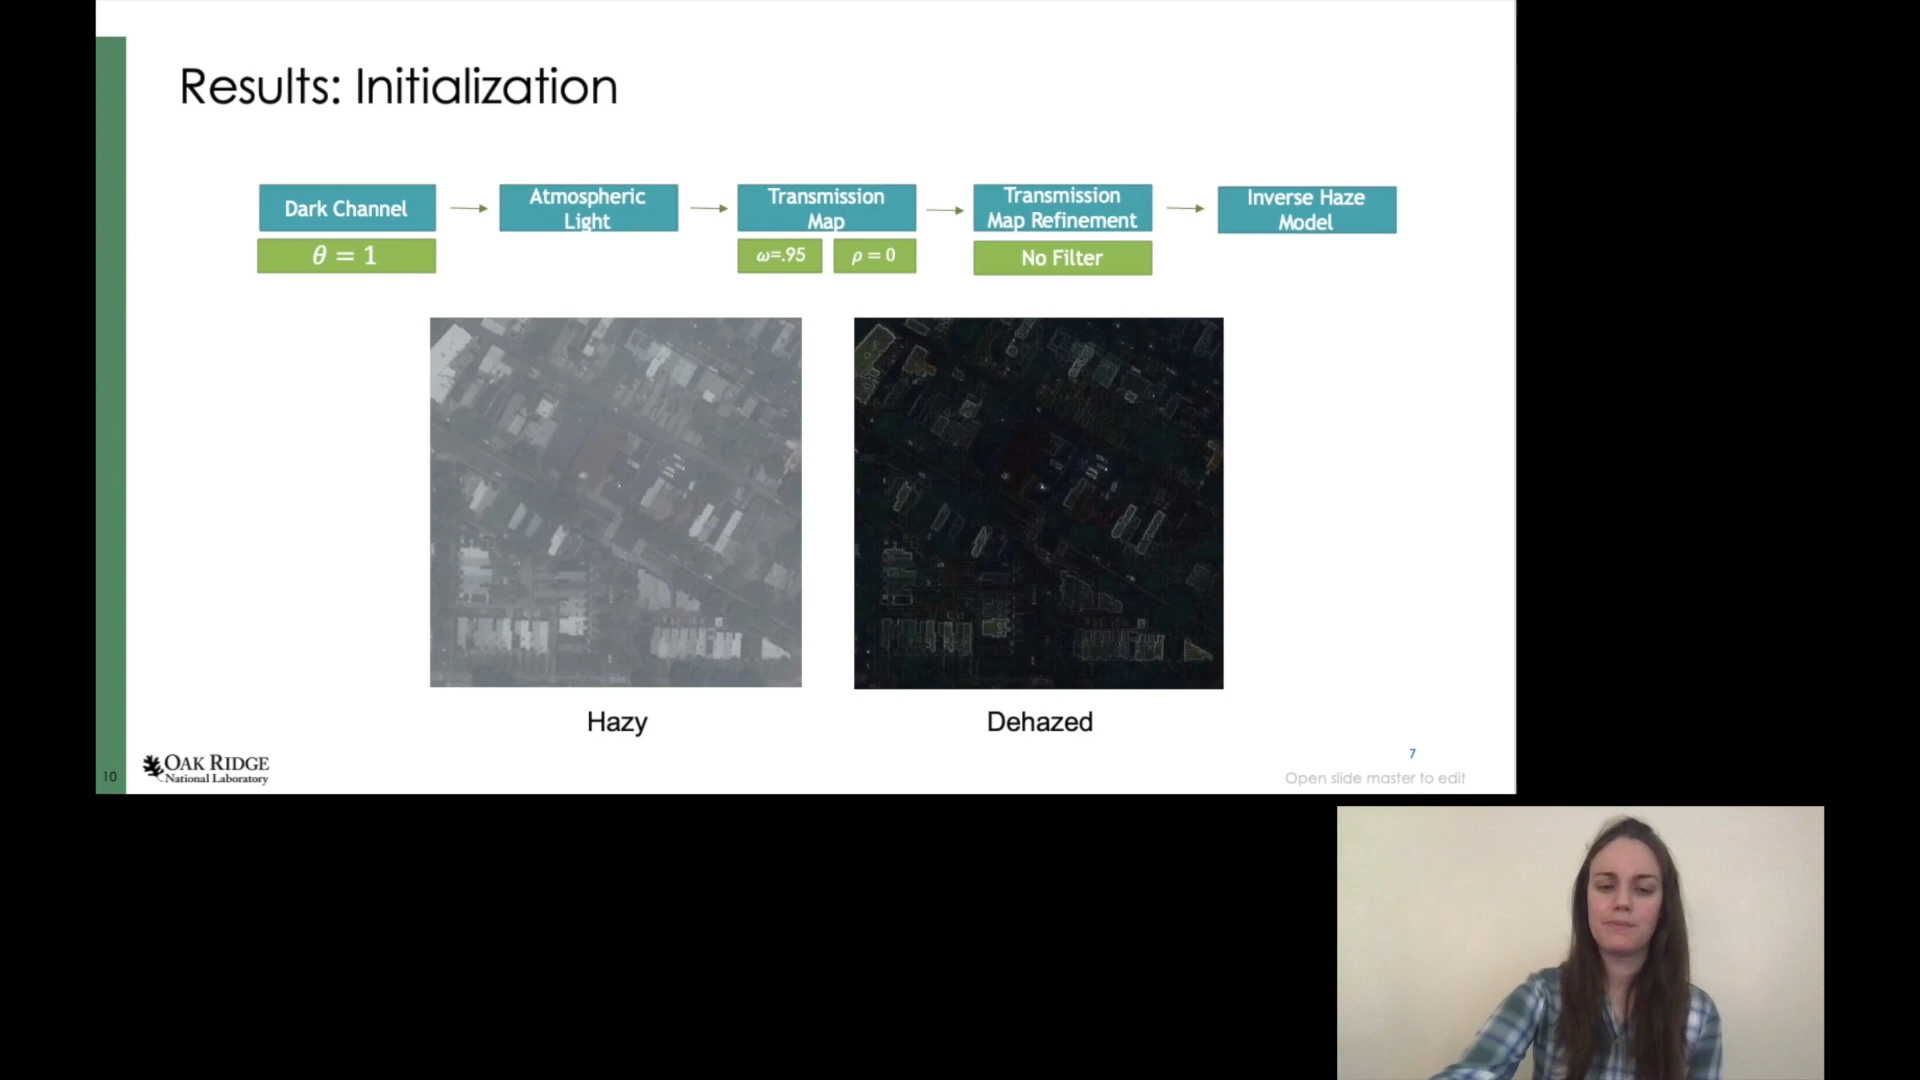 Results: Initialization
Dark Channel
Atmospheric
Light
Transmission
Map
Transmission
Map Refinement
Inverse Haze
Model
θ = 1
ω=.95
ρ = 0
No Filter
Hazy
Dehazed
10
OAK RIDGE
National Laboratory
7
Open slide master to edit